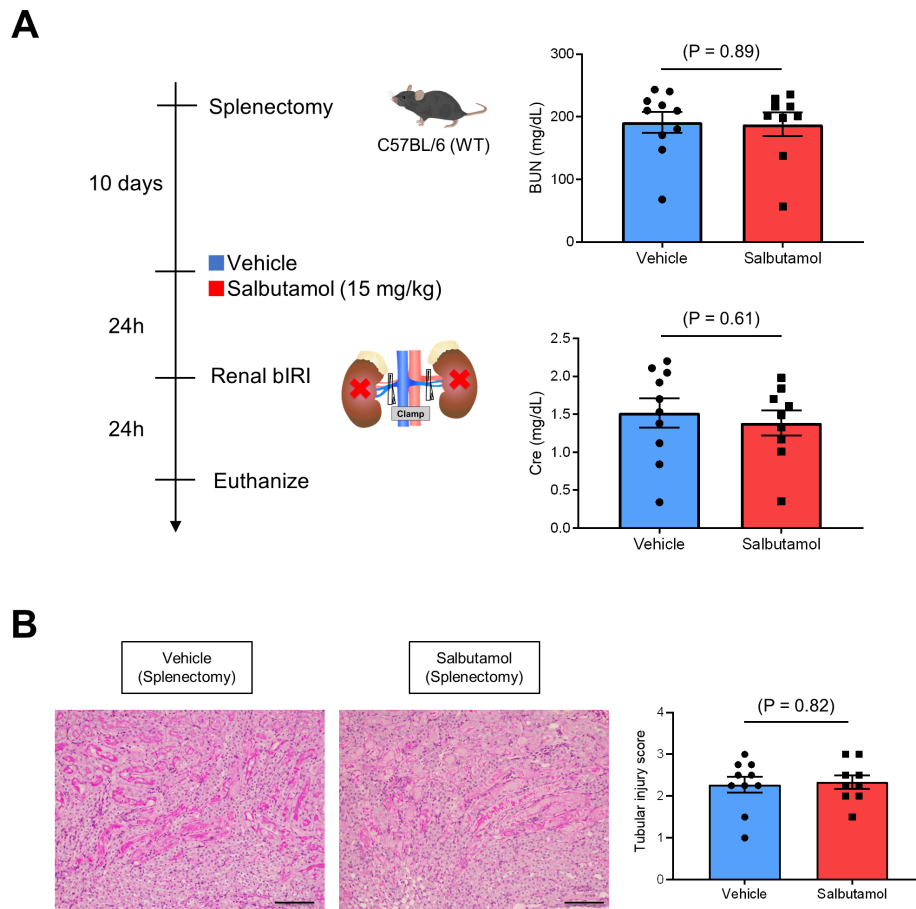 A
Splenectomy
C57BL/6 (WT)
10 days
Vehicle
Salbutamol (15 mg/kg)
24h
Renal bIRI
Clamp
24h
Euthanize
(P = 0.89)
BUN (mg/dL)
300
200
100
0
Vehicle
Salbutamol
(P = 0.61)
Cre (mg/dL)
2.5
2.0
1.5
1.0
0.5
0.0
Vehicle
Salbutamol
B
Vehicle
(Splenectomy)
Salbutamol
(Splenectomy)
(P = 0.82)
Tubular injury score
4
3
2
1
0
Vehicle
Salbutamol